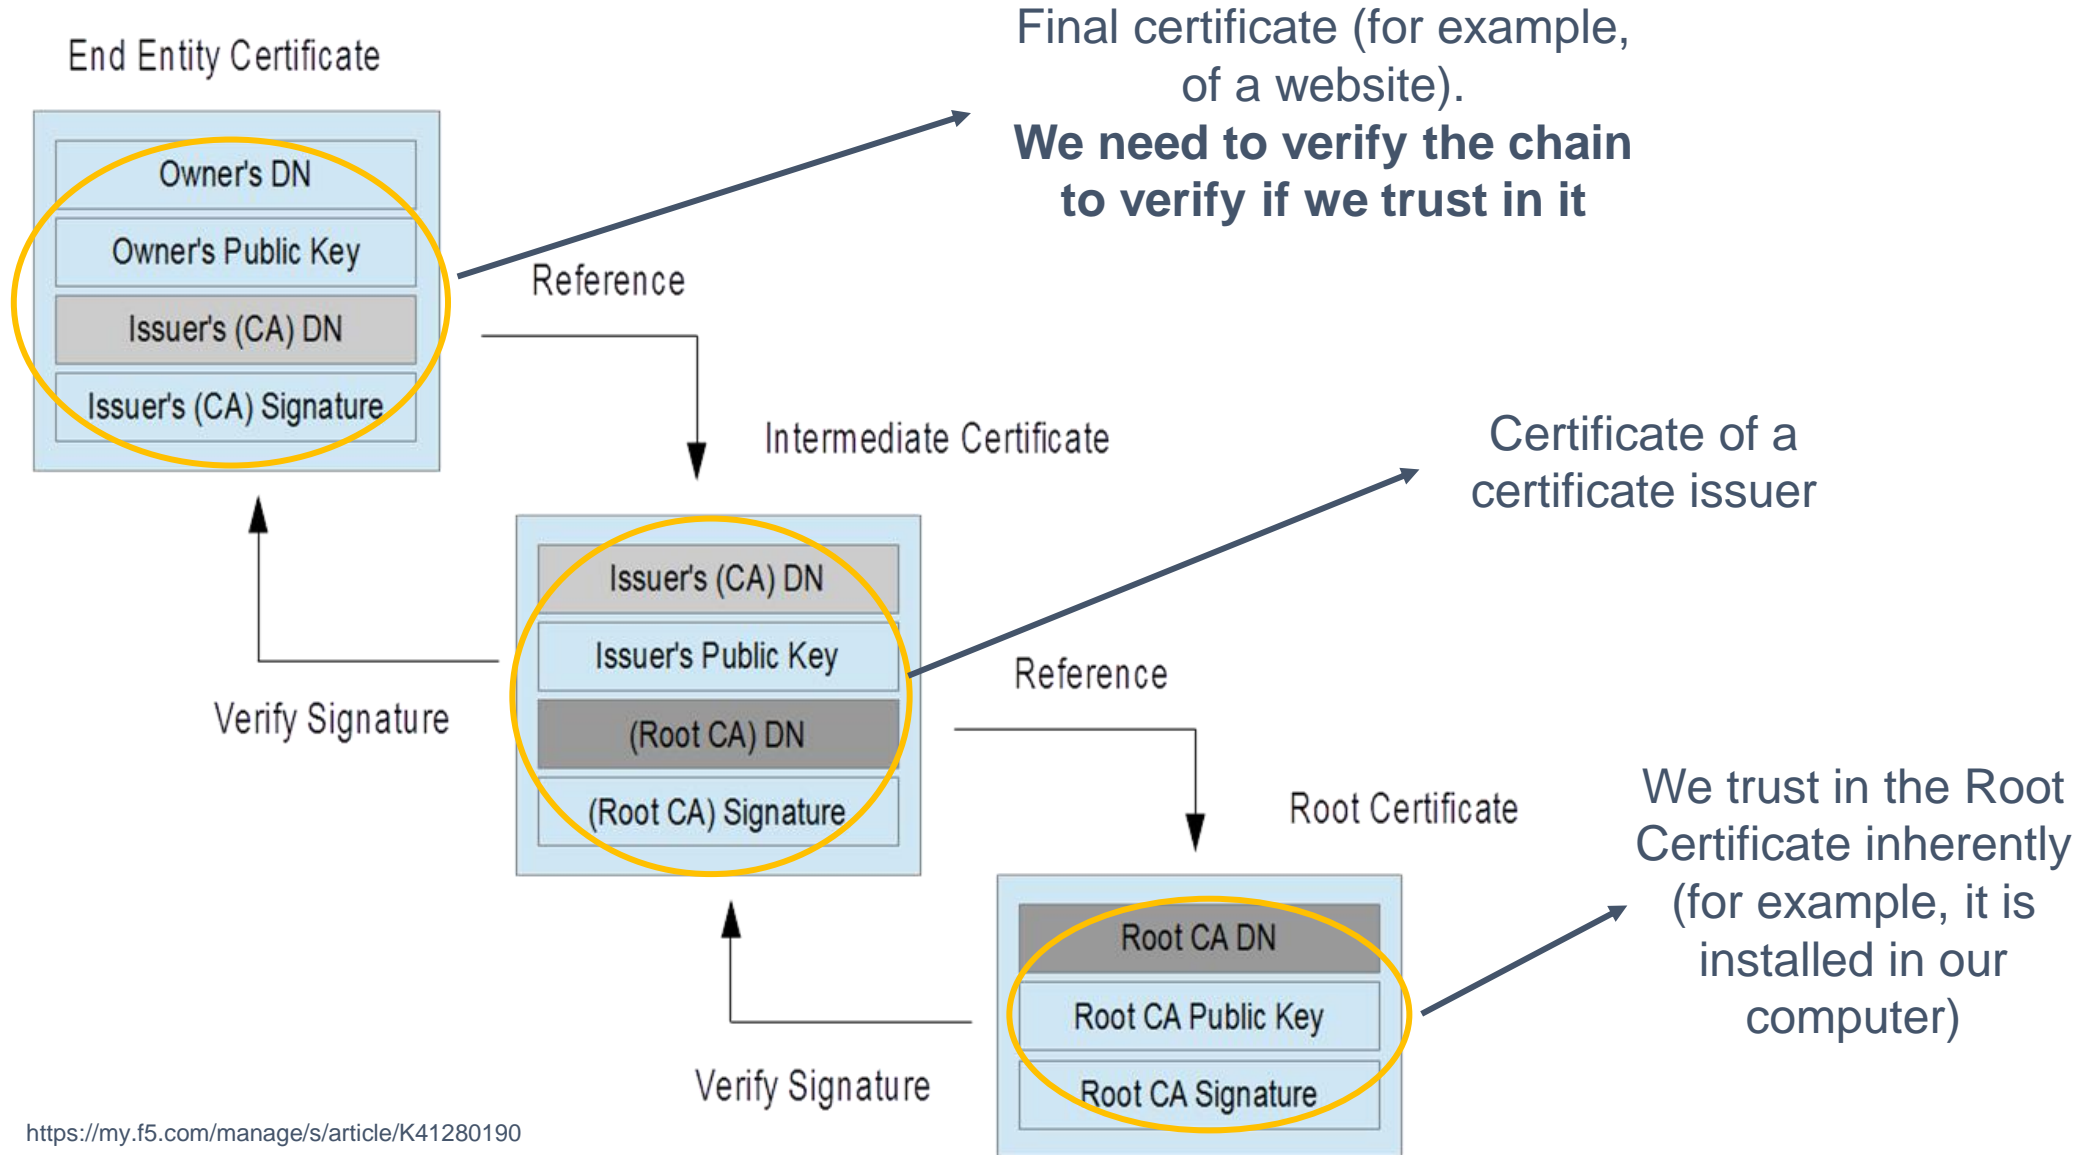 Final certificate (for example,
of a website).
We need to verify the chain
to verify if we trust in it
End Entity Certificate
Owner's DN
Owner's Public Key
Issuer's (CA) DN
Issuer's (CA) Signature
Reference
Verify Signature
Intermediate Certificate
Issuer's (CA) DN
Issuer's Public Key
(Root CA) DN
(Root CA) Signature
Certificate of a
certificate issuer
Reference
Verify Signature
Root Certificate
Root CA DN
Root CA Public Key
Root CA Signature
We trust in the Root
Certificate inherently
(for example, it is
installed in our
computer)
https://my.f5.com/manage/s/article/K41280190